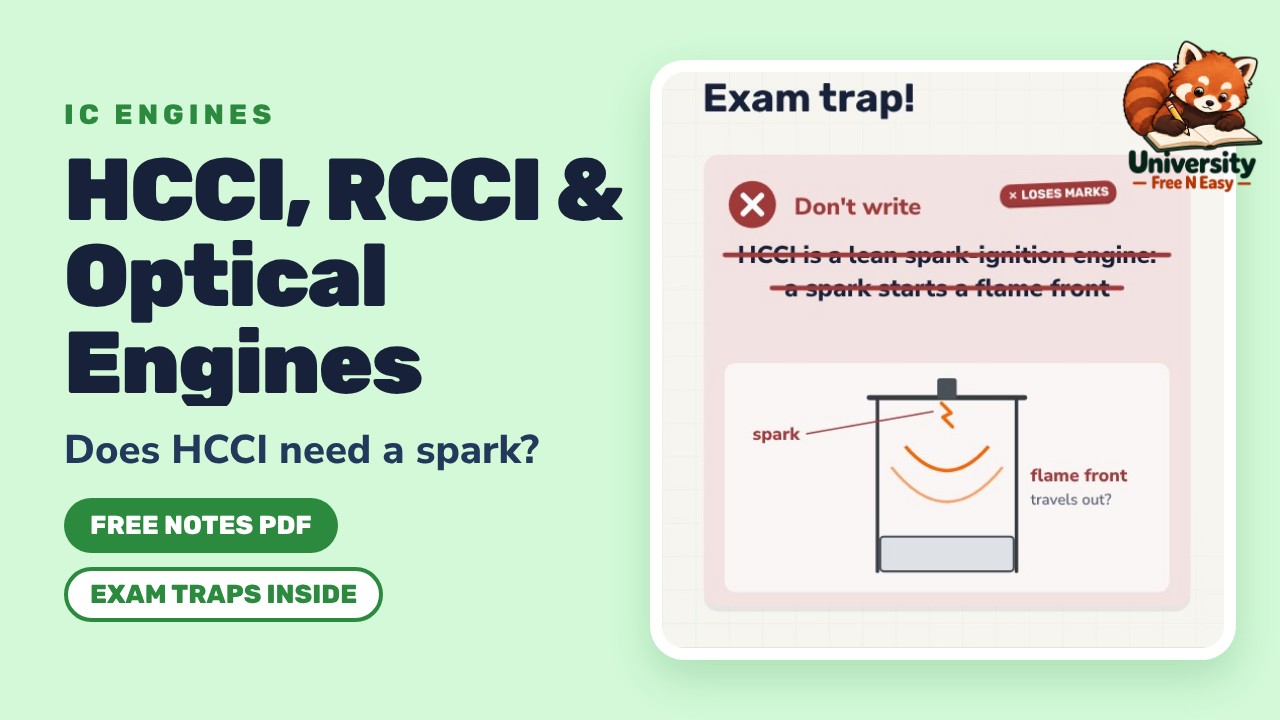 IC ENGINES
HCCI, RCCI &
Optical
Engines
Does HCCI need a spark?
FREE NOTES PDF
EXAM TRAPS INSIDE
Exam trap!
Don't write
× LOSES MARKS
HCCI is a lean spark-ignition engine:
a spark starts a flame front
spark
flame front
travels out?
University
Free N Easy